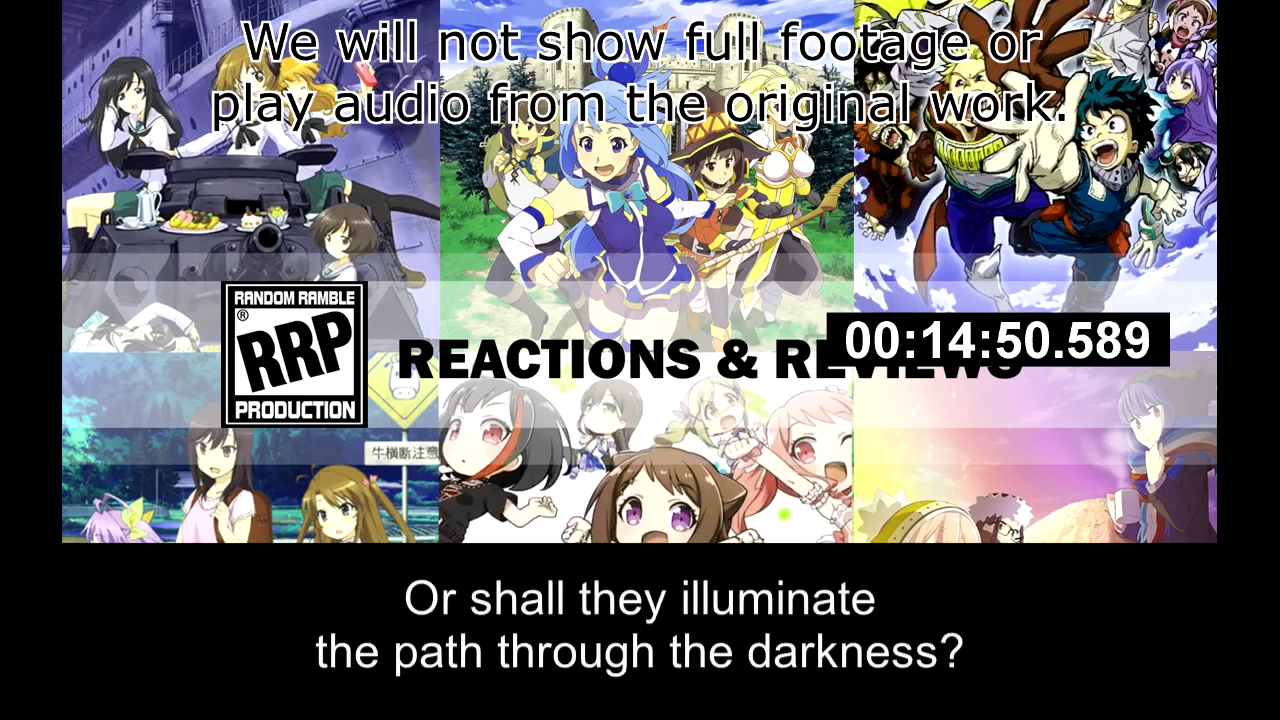 We will not show full footage or
play audio from the original work.
RANDOM RAMBLE
®
RRP
PRODUCTION
REACTIONS & REVIEWS
00:14:50.589
牛横断注意
Or shall they illuminate
the path through the darkness?